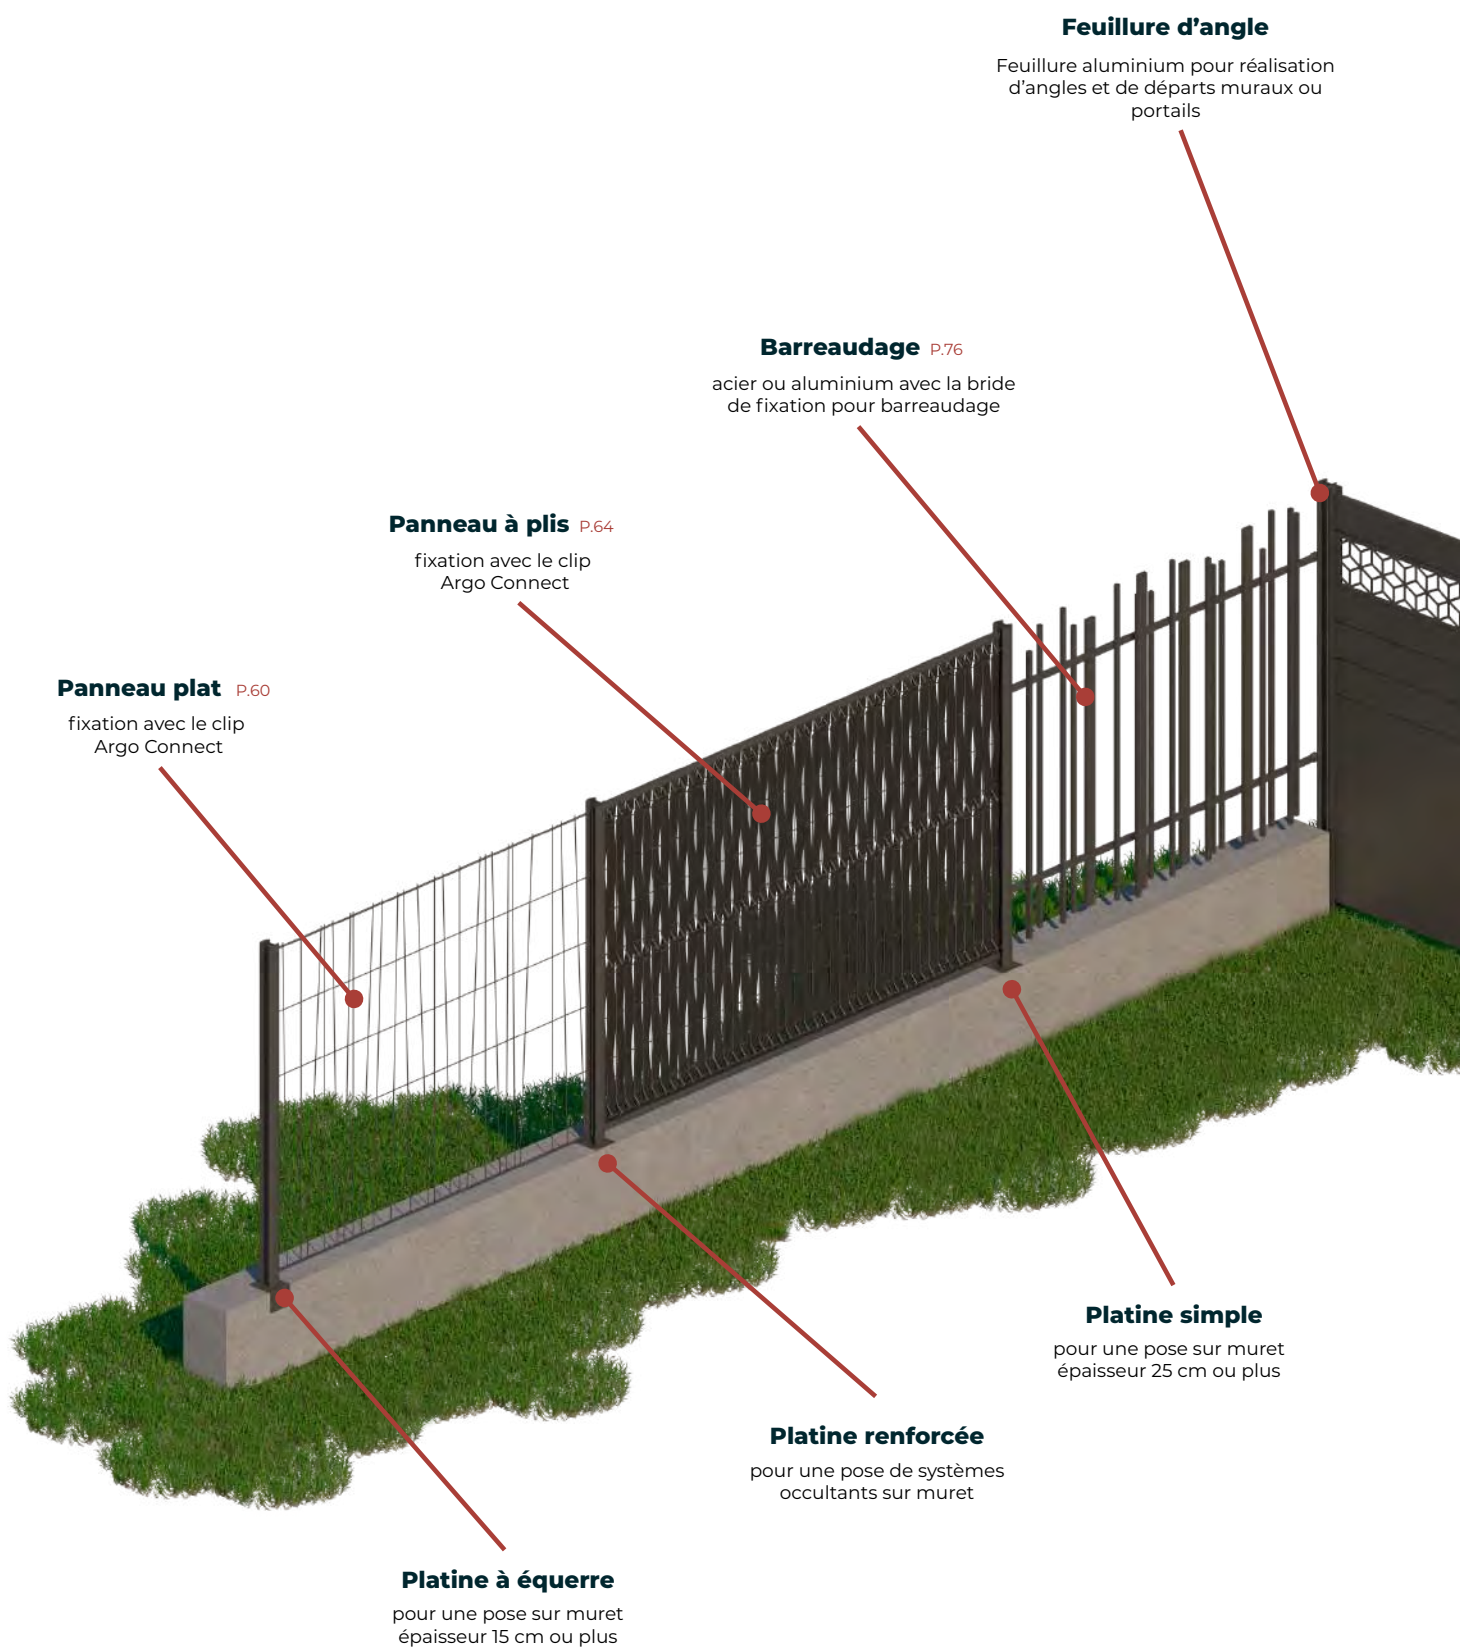 Feuillure d’angle
Feuillure aluminium pour réalisation
d’angles et de départs muraux ou
portails
Barreaudage P.76
acier ou aluminium avec la bride
de fixation pour barreaudage
Panneau à plis P.64
fixation avec le clip
Argo Connect
Panneau plat P.60
fixation avec le clip
Argo Connect
Platine simple
pour une pose sur muret
épaisseur 25 cm ou plus
Platine renforcée
pour une pose de systèmes
occultants sur muret
Platine à équerre
pour une pose sur muret
épaisseur 15 cm ou plus